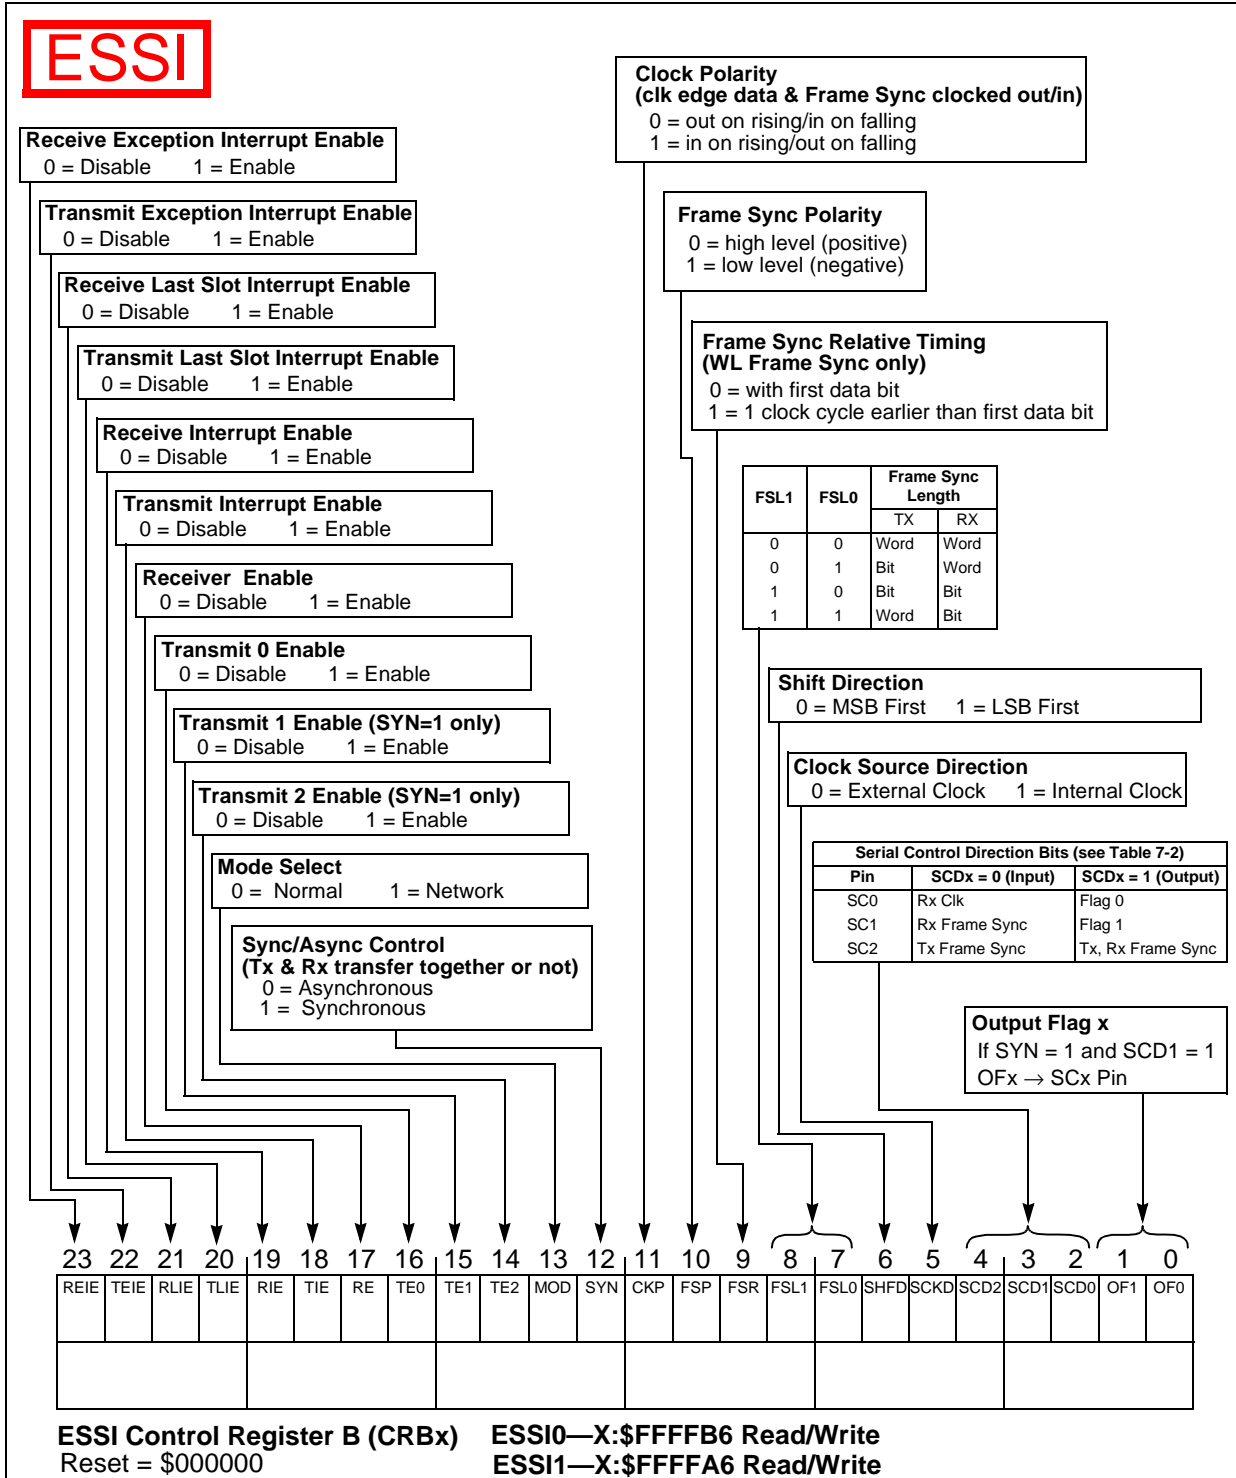 ESSI
Clock Polarity
(clk edge data & Frame Sync clocked out/in)
0 = out on rising/in on falling
1 = in on rising/out on falling
Receive Exception Interrupt Enable
0 = Disable 1 = Enable
Transmit Exception Interrupt Enable
0 = Disable 1 = Enable
Receive Last Slot Interrupt Enable
0 = Disable 1 = Enable
Transmit Last Slot Interrupt Enable
0 = Disable 1 = Enable
Receive Interrupt Enable
0 = Disable 1 = Enable
Transmit Interrupt Enable
0 = Disable 1 = Enable
Receiver Enable
0 = Disable 1 = Enable
Transmit 0 Enable
0 = Disable 1 = Enable
Transmit 1 Enable (SYN=1 only)
0 = Disable 1 = Enable
Transmit 2 Enable (SYN=1 only)
0 = Disable 1 = Enable
Mode Select
0 = Normal 1 = Network
Sync/Async Control
(Tx & Rx transfer together or not)
0 = Asynchronous
1 = Synchronous
Frame Sync Polarity
0 = high level (positive)
1 = low level (negative)
Frame Sync Relative Timing
(WL Frame Sync only)
0 = with first data bit
1 = 1 clock cycle earlier than first data bit
FSL1 FSL0 Frame Sync Length
TX RX
0 0 Word Word
0 1 Bit Word
1 0 Bit Bit
1 1 Word Bit
Shift Direction
0 = MSB First 1 = LSB First
Clock Source Direction
0 = External Clock 1 = Internal Clock
Serial Control Direction Bits (see Table 7-2)
Pin SCDx = 0 (Input) SCDx = 1 (Output)
SC0 Rx Clk Flag 0
SC1 Rx Frame Sync Flag 1
SC2 Tx Frame Sync Tx, Rx Frame Sync
Output Flag x
If SYN = 1 and SCD1 = 1
OFx → SCx Pin
23 22 21 20 19 18 17 16 15 14 13 12 11 10 9 8 7 6 5 4 3 2 1 0
REIE TEIE RLIE TLIE RIE TIE RE TE0 TE1 TE2 MOD SYN CKP FSP FSR FSL1 FSL0 SHFD SCKD SCD2 SCD1 SCD0 OF1 OF0
ESSI Control Register B (CRBx) ESSI0—X:$FFFFB6 Read/Write
Reset = $000000 ESSI1—X:$FFFFA6 Read/Write